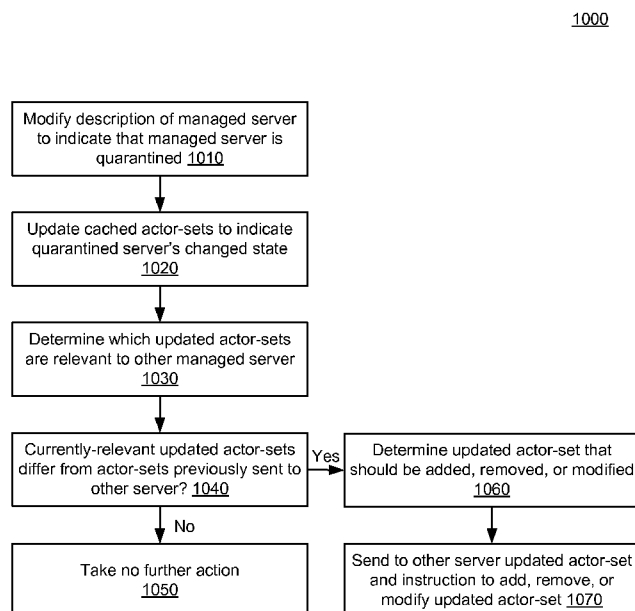 1000
Modify description of managed server
to indicate that managed server is
quarantined 1010
Update cached actor-sets to indicate
quarantined server's changed state
1020
Determine which updated actor-sets
are relevant to other managed server
1030
Currently-relevant updated actor-sets
differ from actor-sets previously sent to
other server? 1040
Yes
Determine updated actor-set that
should be added, removed, or modified
1060
No
Take no further action
1050
Send to other server updated actor-set
and instruction to add, remove, or
modify updated actor-set 1070